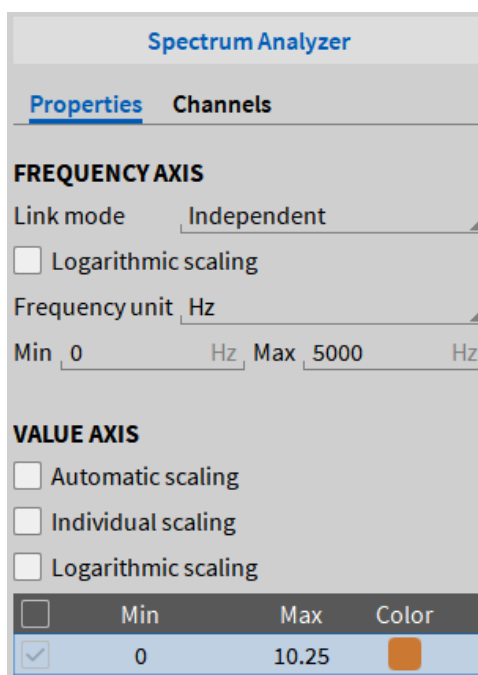 Spectrum Analyzer
Properties Channels
FREQUENCY AXIS
Link mode Independent
Logarithmic scaling
Frequency unit Hz
Min 0 Hz Max 5000 Hz
VALUE AXIS
Automatic scaling
Individual scaling
Logarithmic scaling
Min Max Color
0 10.25